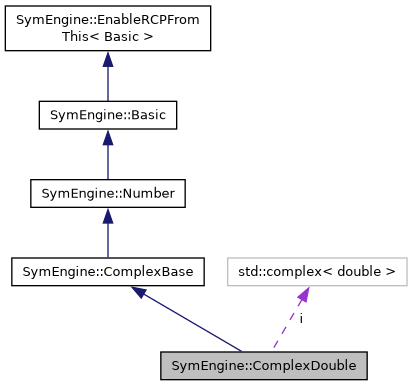 SymEngine::EnableRCPFrom
This< Basic >
SymEngine::Basic
SymEngine::Number
SymEngine::ComplexBase
std::complex< double >
i
SymEngine::ComplexDouble